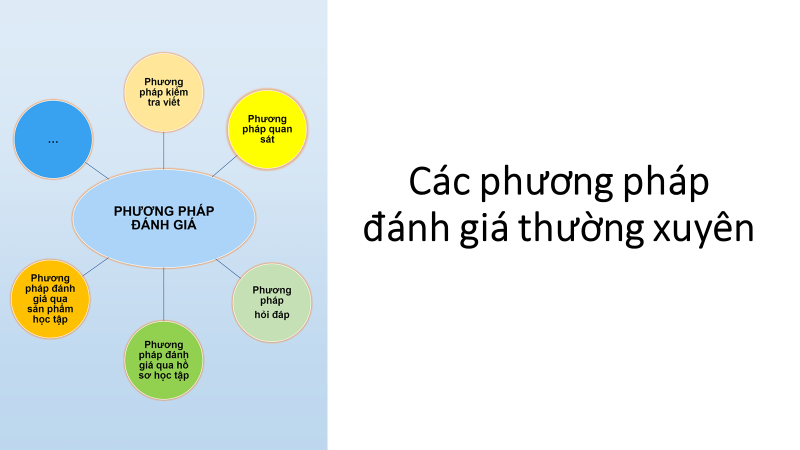 Phương
pháp kiểm
tra viết
Phương
pháp quan
sát
...
PHƯƠNG PHÁP
ĐÁNH GIÁ
Phương
pháp đánh
giá qua
sản phẩm
học tập
Phương
pháp
hỏi đáp
Phương
pháp đánh
giá qua hồ
sơ học tập
Các phương pháp
đánh giá thường xuyên